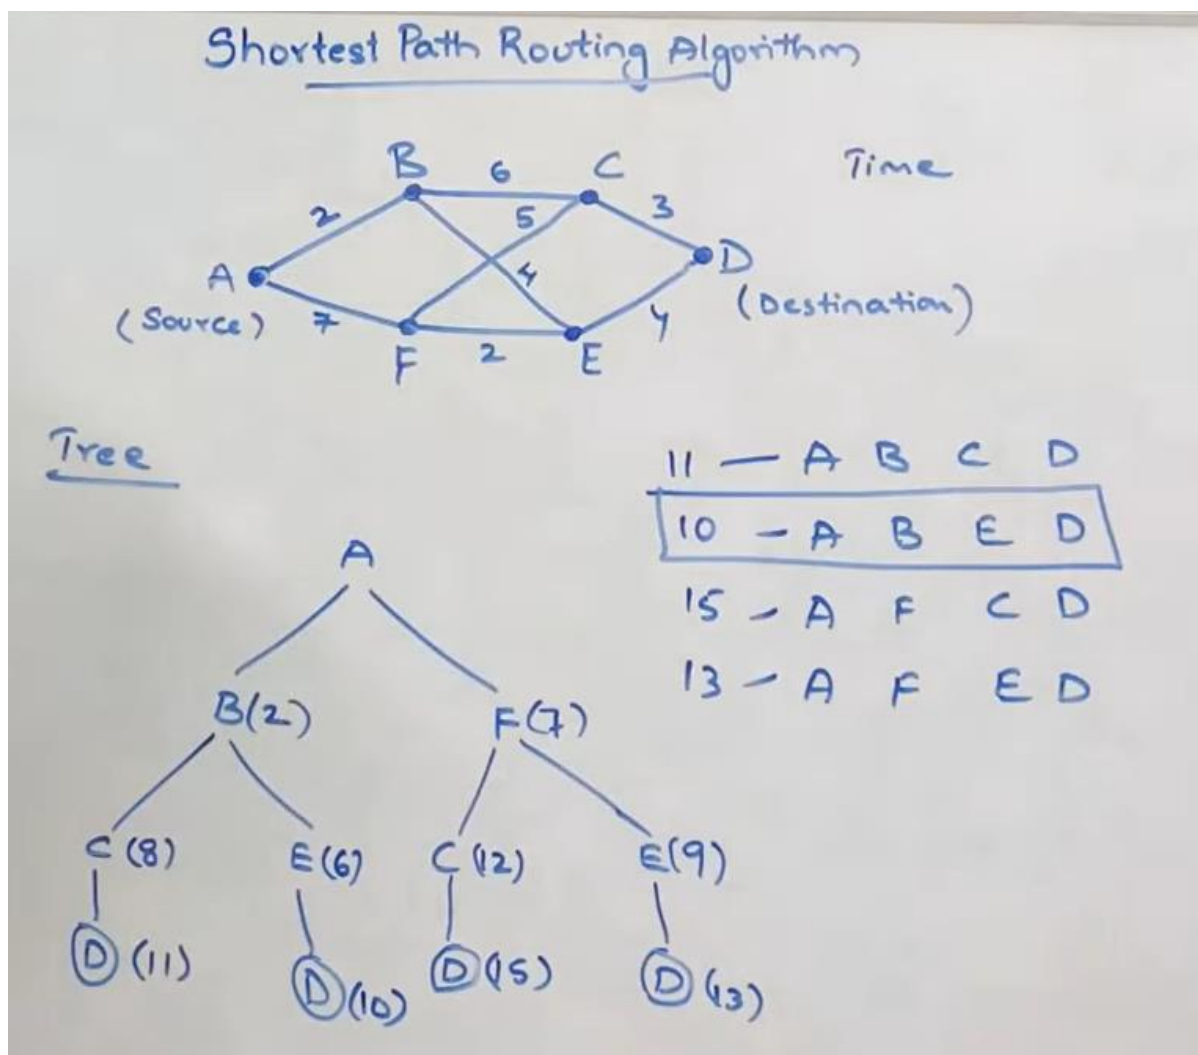 Shortest Path Routing Algorithm
B 6 C Time
2 5 3
A 4 D
(Source) 7 4 (Destination)
F 2 E
Tree
11 — A B C D
10 — A B E D
15 — A F C D
13 — A F E D
A
B(2) F(7)
C(8) E(6) C(12) E(9)
D(11) D(10) D(15) D(13)